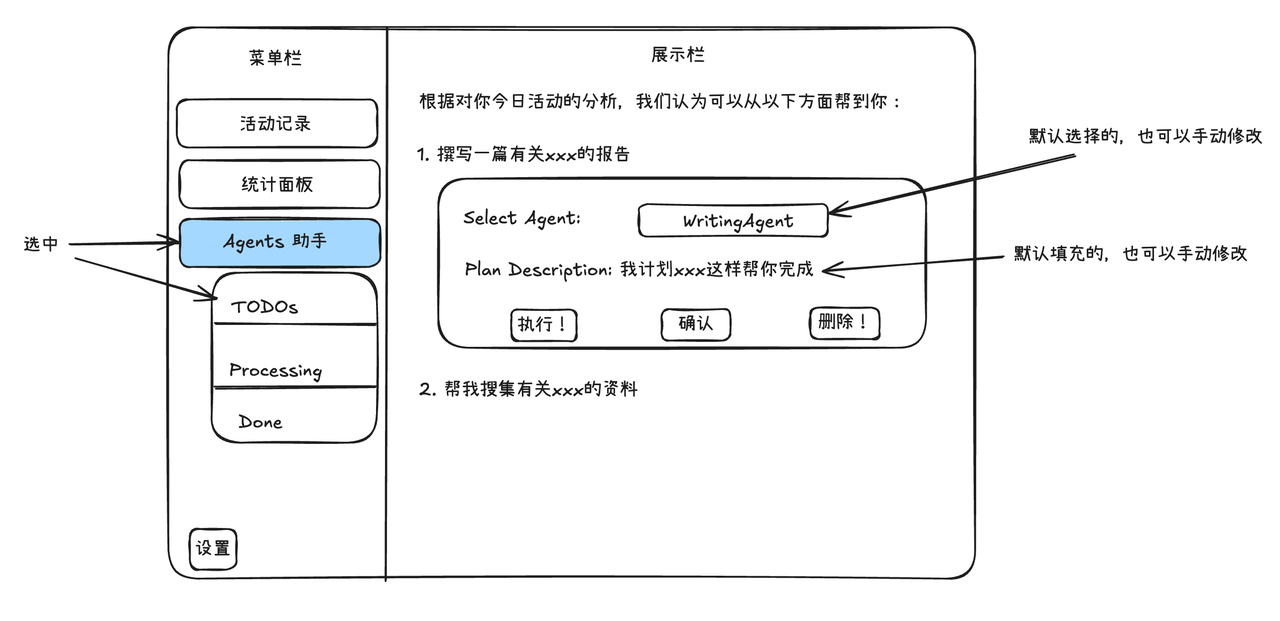 菜单栏
展示栏
活动记录
统计面板
Agents 助手
TODOs
Processing
Done
设置
选中
根据对你今日活动的分析，我们认为可以从以下方面帮到你：
1. 撰写一篇有关xxx的报告
Select Agent: WritingAgent
Plan Description: 我计划xxx这样帮你完成
执行！ 确认 删除！
2. 帮我搜集有关xxx的资料
默认选择的，也可以手动修改
默认填充的，也可以手动修改